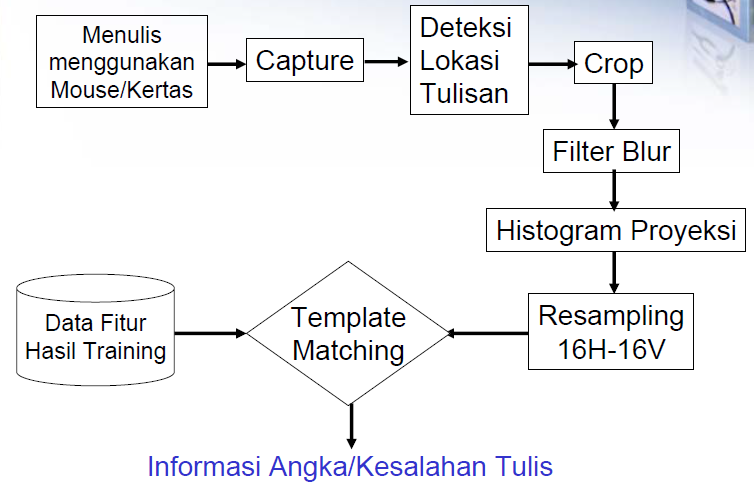 Menulis
menggunakan
Mouse/Kertas
Capture
Deteksi
Lokasi
Tulisan
Crop
Filter Blur
Histogram Proyeksi
Resampling
16H-16V
Template
Matching
Data Fitur
Hasil Training
Informasi Angka/Kesalahan Tulis